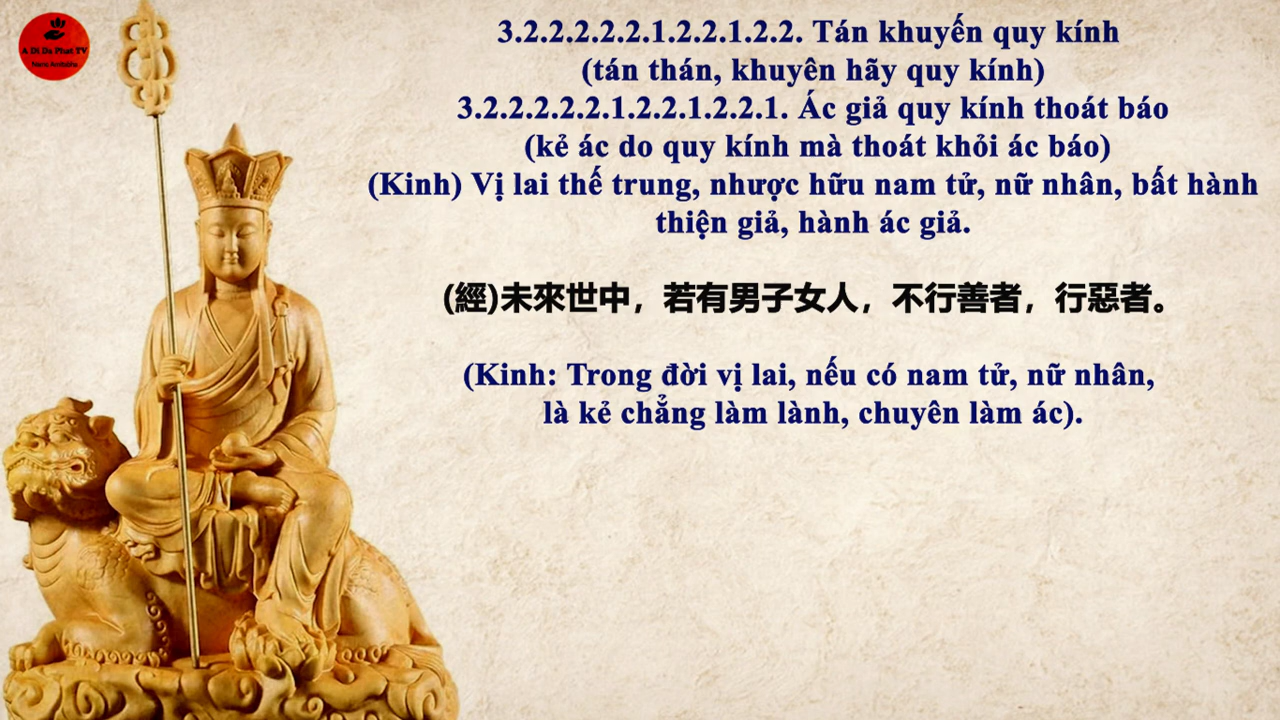 A Di Da Phat TV
Namo Amitabha
3.2.2.2.2.2.1.2.2.1.2.2. Tán khuyến quy kính
(tán thán, khuyên hãy quy kính)
3.2.2.2.2.2.1.2.2.1.2.2.1. Ác giả quy kính thoát báo
(kẻ ác do quy kính mà thoát khỏi ác báo)
(Kinh) Vị lai thế trung, nhược hữu nam tử, nữ nhân, bất hành
thiện giả, hành ác giả.
(經)未來世中，若有男子女人，不行善者，行惡者。
(Kinh: Trong đời vị lai, nếu có nam tử, nữ nhân,
là kẻ chẳng làm lành, chuyên làm ác).